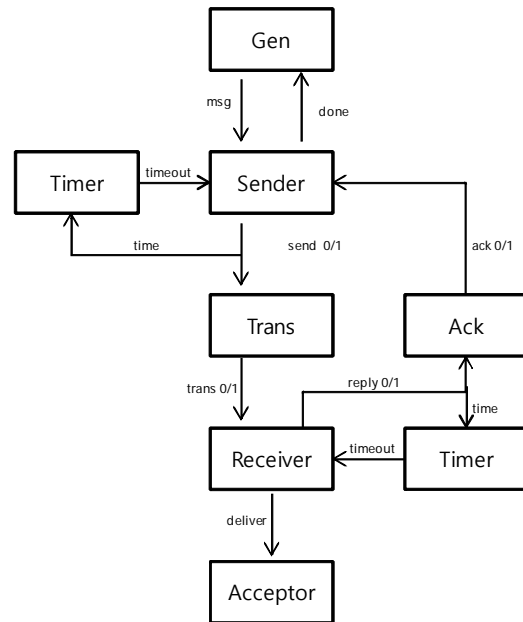 Gen
msg
done
Timer
timeout
Sender
time
send 0/1
ack 0/1
Trans
Ack
trans 0/1
reply 0/1
time
Receiver
timeout
Timer
deliver
Acceptor